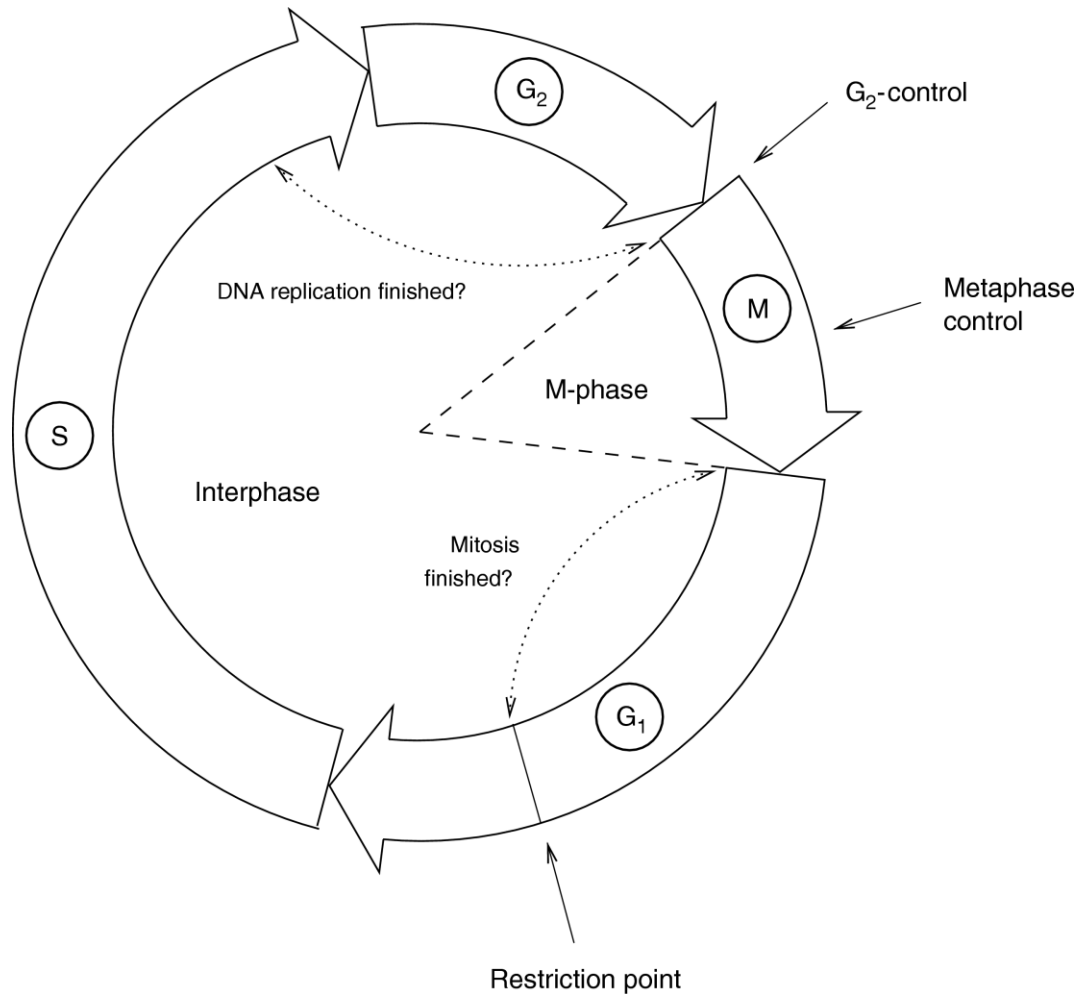 G₂
G₂-control
DNA replication finished?
M
Metaphase
control
M-phase
S
Interphase
Mitosis
finished?
G₁
Restriction point